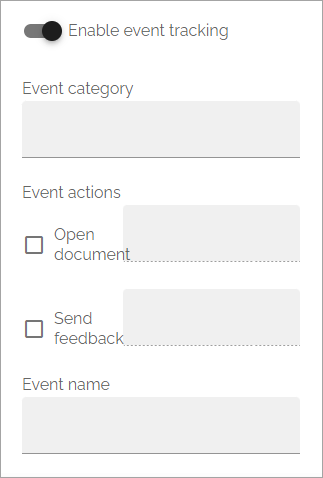 Enable event tracking
Event category
Event actions
Open
document
Send
feedback
Event name